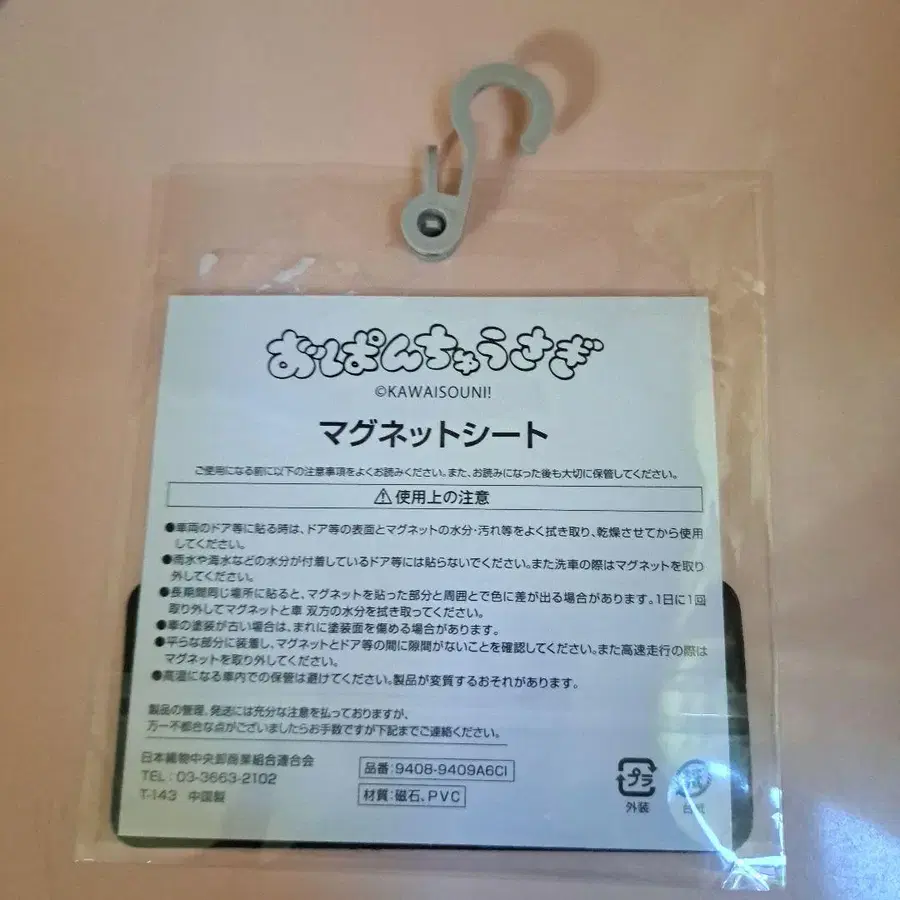 おぱんちゅうさぎ
©KAWAISOUNI!
マグネットシート
ご使用になる前に以下の注意事項をよくお読みください。また、お読みになった後も大切に保管してください。
⚠使用上の注意
●車両のドア等に貼る時は、ドア等の表面とマグネットの水分・汚れ等をよく拭き取り、乾燥させてから使用
してください。
●雨水や海水などの水分が付着しているドア等には貼らないでください。また洗車の際はマグネットを取り
外してください。
●長期間同じ場所に貼ると、マグネットを貼った部分と周囲とで色に差が出る場合があります。1日に1回
取り外してマグネットと車 双方の水分を拭き取ってください。
●車の塗装が古い場合は、まれに塗装面を傷める場合があります。
●平らな部分に装着し、マグネットとドア等の間に隙間がないことを確認してください。また高速走行の際は
マグネットを取り外してください。
●高温になる車内での保管は避けてください。製品が変質するおそれがあります。
製品の管理、発送には充分な注意を払っておりますが、
万一不都合な点がございましたらお手数ですが下記までご連絡ください。
日本織物中央卸商業組合連合会
TEL：03-3663-2102
T-143 中国製
品番：9408-9409A6CI
材質：磁石、PVC
プラ
外装
紙
台紙